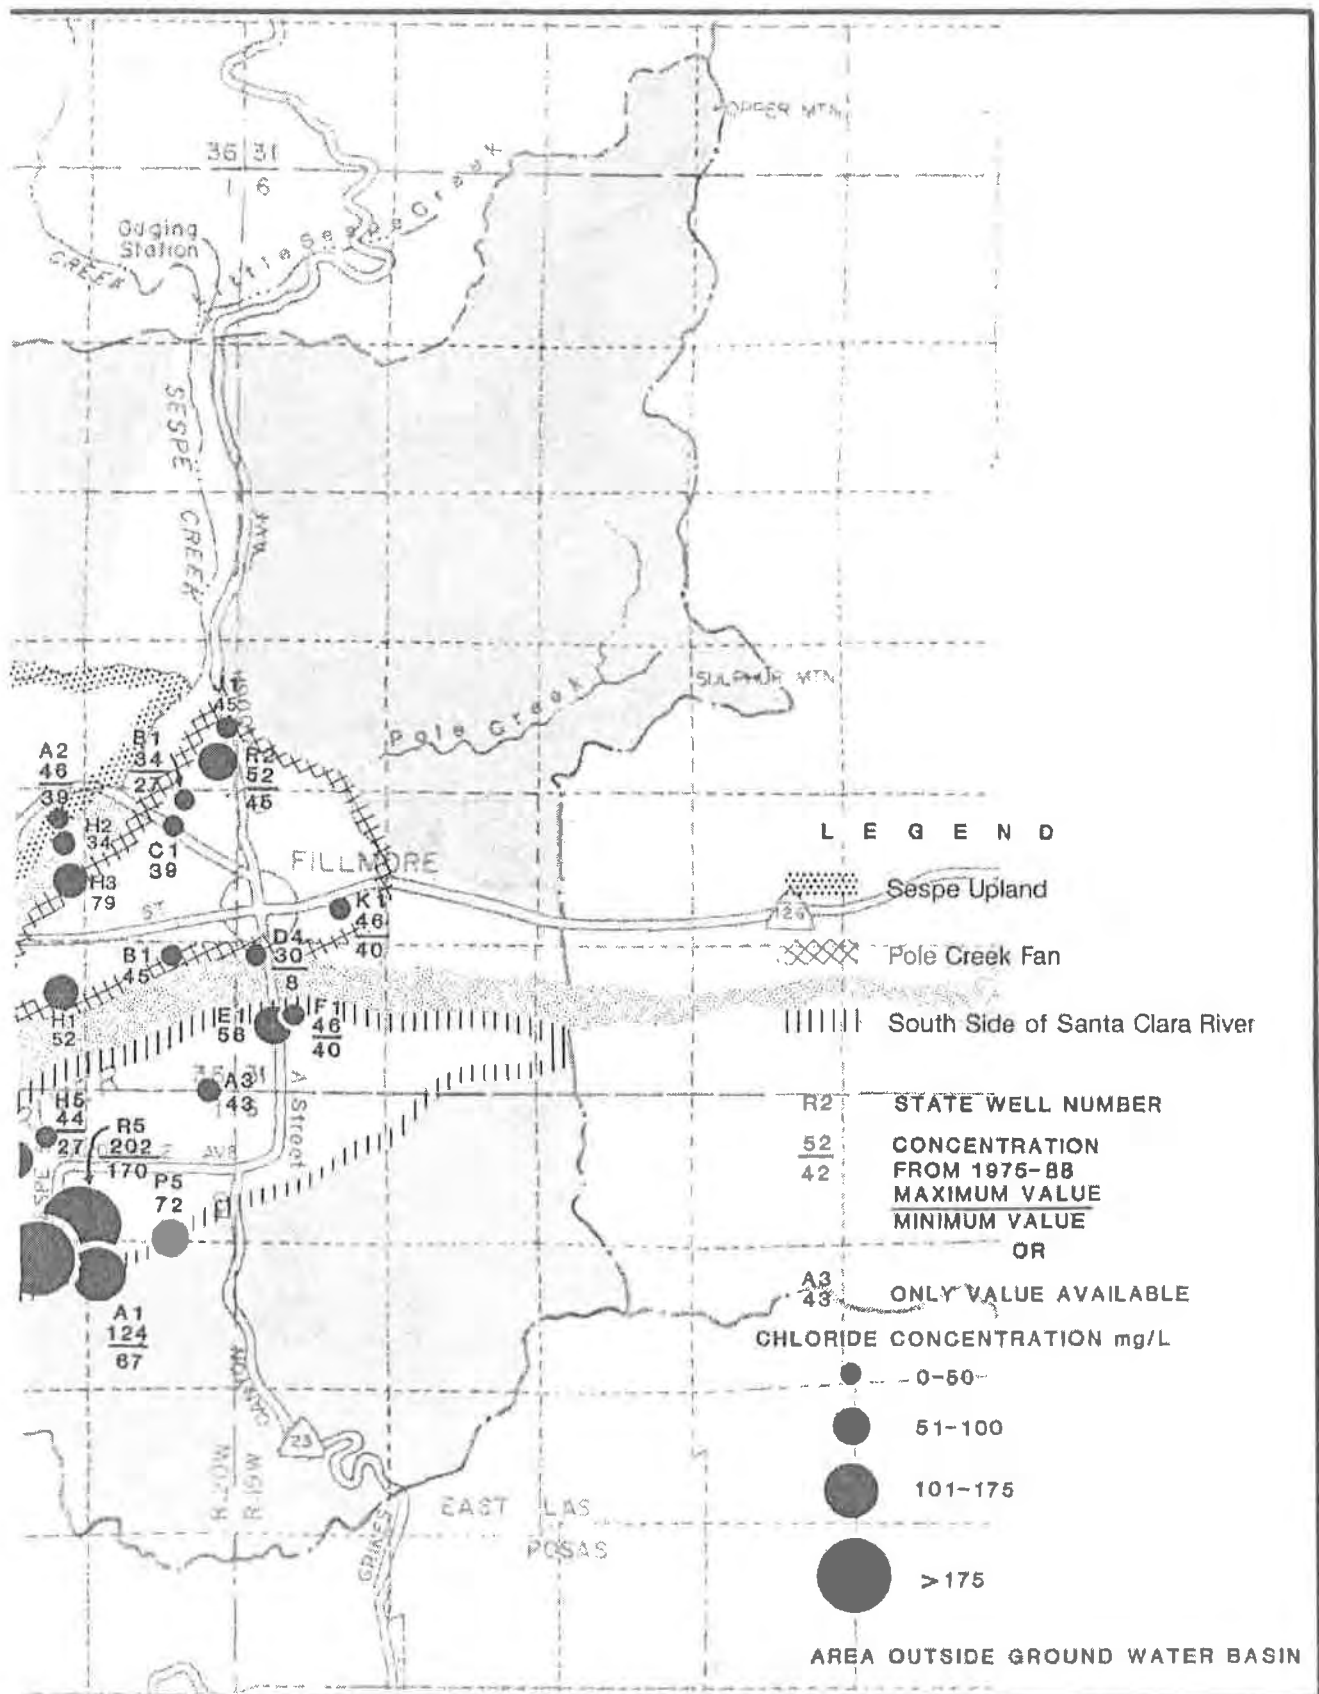 COPPER MTN
36 31
1 6
Gaging
Station
Little Sespe Creek
CREEK
SESPE
CREEK
Pole Creek
SULPHUR MTN
45
B1
34
27
R2
52
45
A2
46
39
H2
34
C1
39
H3
79
FILLMORE
ST
K1
46
40
B1
45
D4
30
8
H1
52
E1
58
F1
46
40
A3
43
A Street
H5
44
27
R5
202
170
AVE
P5
72
A1
124
67
CANYON
23
R 20W
R 19W
GRIMES
EAST LAS
POSAS
126
L E G E N D
Sespe Upland
Pole Creek Fan
South Side of Santa Clara River
R2 STATE WELL NUMBER
52 CONCENTRATION
42 FROM 1975-88
MAXIMUM VALUE
MINIMUM VALUE
OR
A3
43 ONLY VALUE AVAILABLE
CHLORIDE CONCENTRATION mg/L
0-50
51-100
101-175
>175
AREA OUTSIDE GROUND WATER BASIN